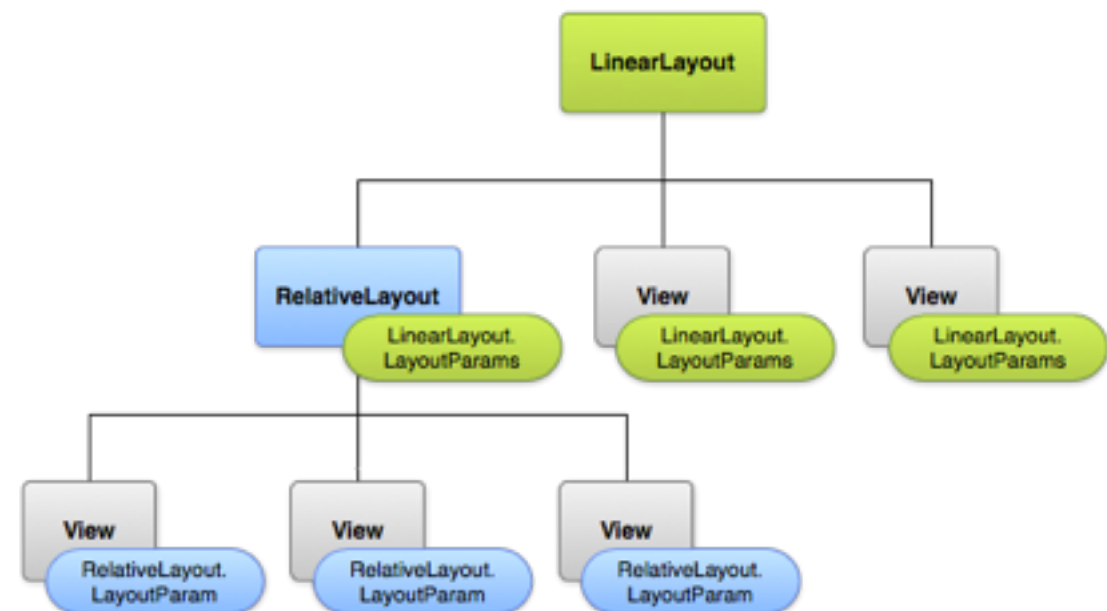 LinearLayout
RelativeLayout
LinearLayout.
LayoutParams
View
LinearLayout.
LayoutParams
View
LinearLayout.
LayoutParams
View
RelativeLayout.
LayoutParam
View
RelativeLayout.
LayoutParam
View
RelativeLayout.
LayoutParam